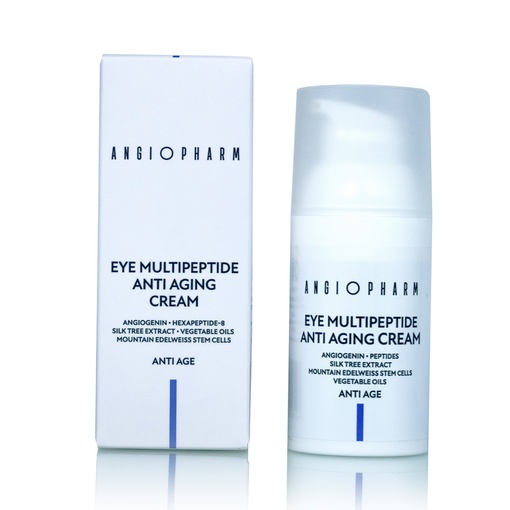 ANGIOPHARM
EYE MULTIPEPTIDE
ANTI AGING
CREAM
ANGIOGENIN • HEXAPEPTIDE-8
SILK TREE EXTRACT • VEGETABLE OILS
MOUNTAIN EDELWEISS STEM CELLS
ANTI AGE
ANGIOPHARM
EYE MULTIPEPTIDE
ANTI AGING CREAM
ANGIOGENIN • PEPTIDES
SILK TREE EXTRACT
MOUNTAIN EDELWEISS STEM CELLS
VEGETABLE OILS
ANTI AGE